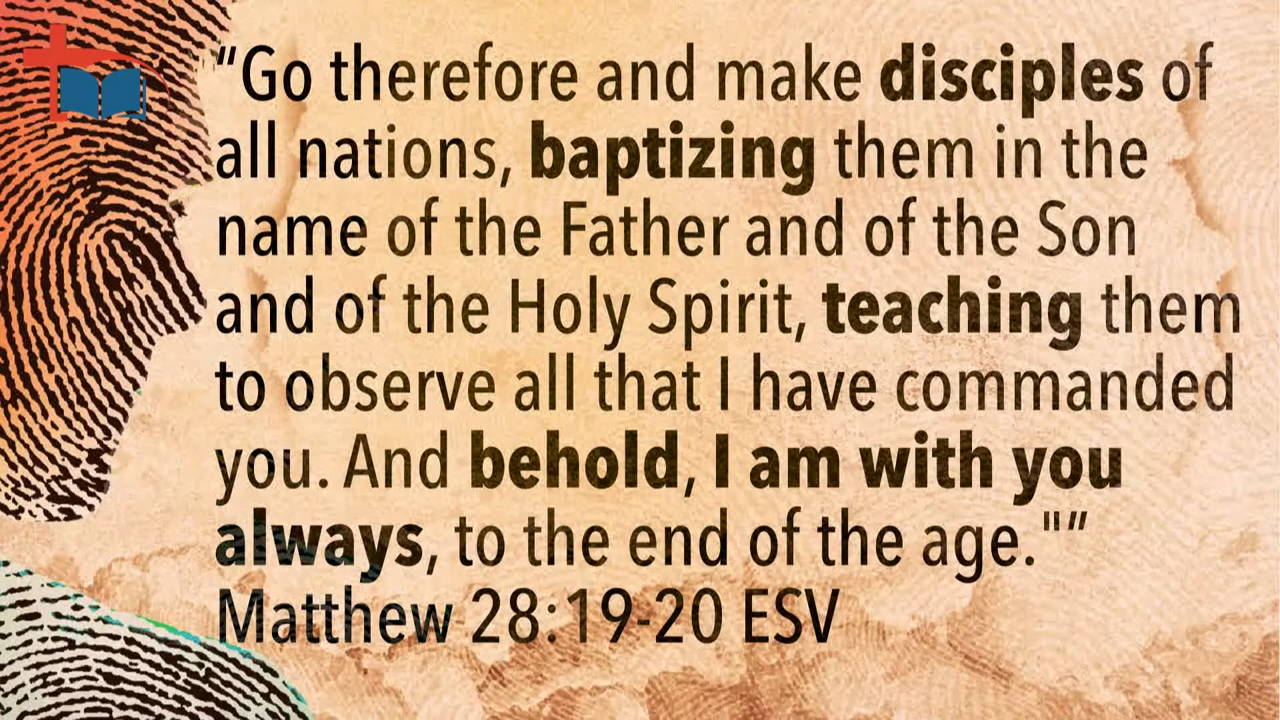 “Go therefore and make disciples of
all nations, baptizing them in the
name of the Father and of the Son
and of the Holy Spirit, teaching them
to observe all that I have commanded
you. And behold, I am with you
always, to the end of the age."”
Matthew 28:19-20 ESV